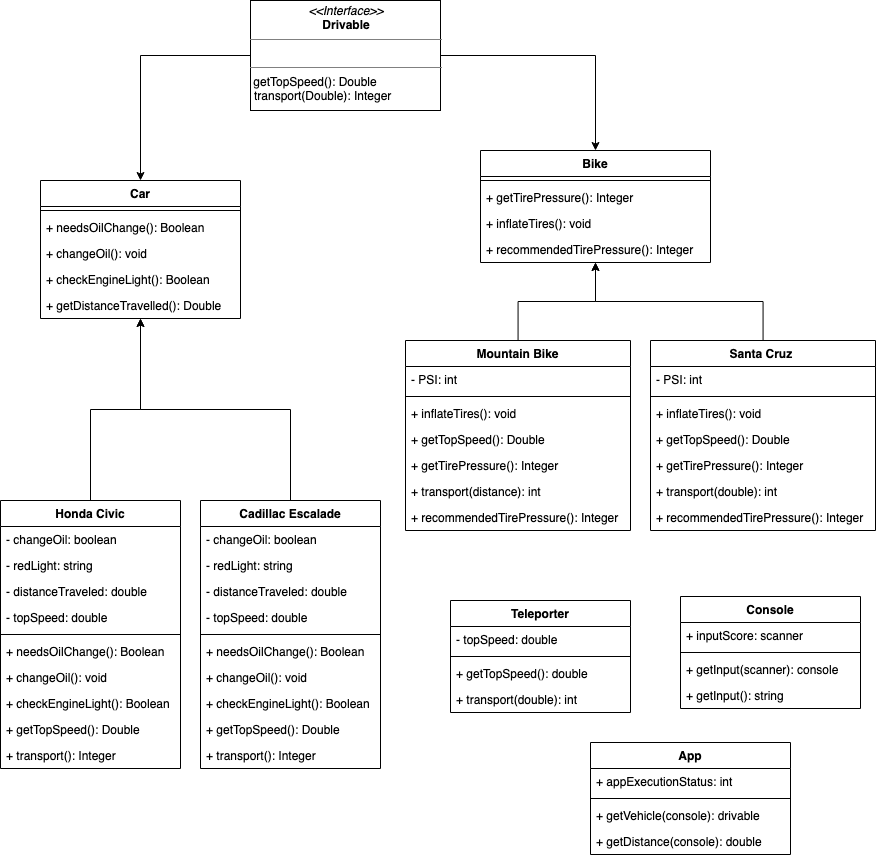 <<Interface>>
Drivable
getTopSpeed(): Double
transport(Double): Integer
Car
+ needsOilChange(): Boolean
+ changeOil(): void
+ checkEngineLight(): Boolean
+ getDistanceTravelled(): Double
Bike
+ getTirePressure(): Integer
+ inflateTires(): void
+ recommendedTirePressure(): Integer
Mountain Bike
- PSI: int
+ inflateTires(): void
+ getTopSpeed(): Double
+ getTirePressure(): Integer
+ transport(distance): int
+ recommendedTirePressure(): Integer
Santa Cruz
- PSI: int
+ inflateTires(): void
+ getTopSpeed(): Double
+ getTirePressure(): Integer
+ transport(double): int
+ recommendedTirePressure(): Integer
Honda Civic
- changeOil: boolean
- redLight: string
- distanceTraveled: double
- topSpeed: double
+ needsOilChange(): Boolean
+ changeOil(): void
+ checkEngineLight(): Boolean
+ getTopSpeed(): Double
+ transport(): Integer
Cadillac Escalade
- changeOil: boolean
- redLight: string
- distanceTraveled: double
- topSpeed: double
+ needsOilChange(): Boolean
+ changeOil(): void
+ checkEngineLight(): Boolean
+ getTopSpeed(): Double
+ transport(): Integer
Teleporter
- topSpeed: double
+ getTopSpeed(): double
+ transport(double): int
Console
+ inputScore: scanner
+ getInput(scanner): console
+ getInput(): string
App
+ appExecutionStatus: int
+ getVehicle(console): drivable
+ getDistance(console): double